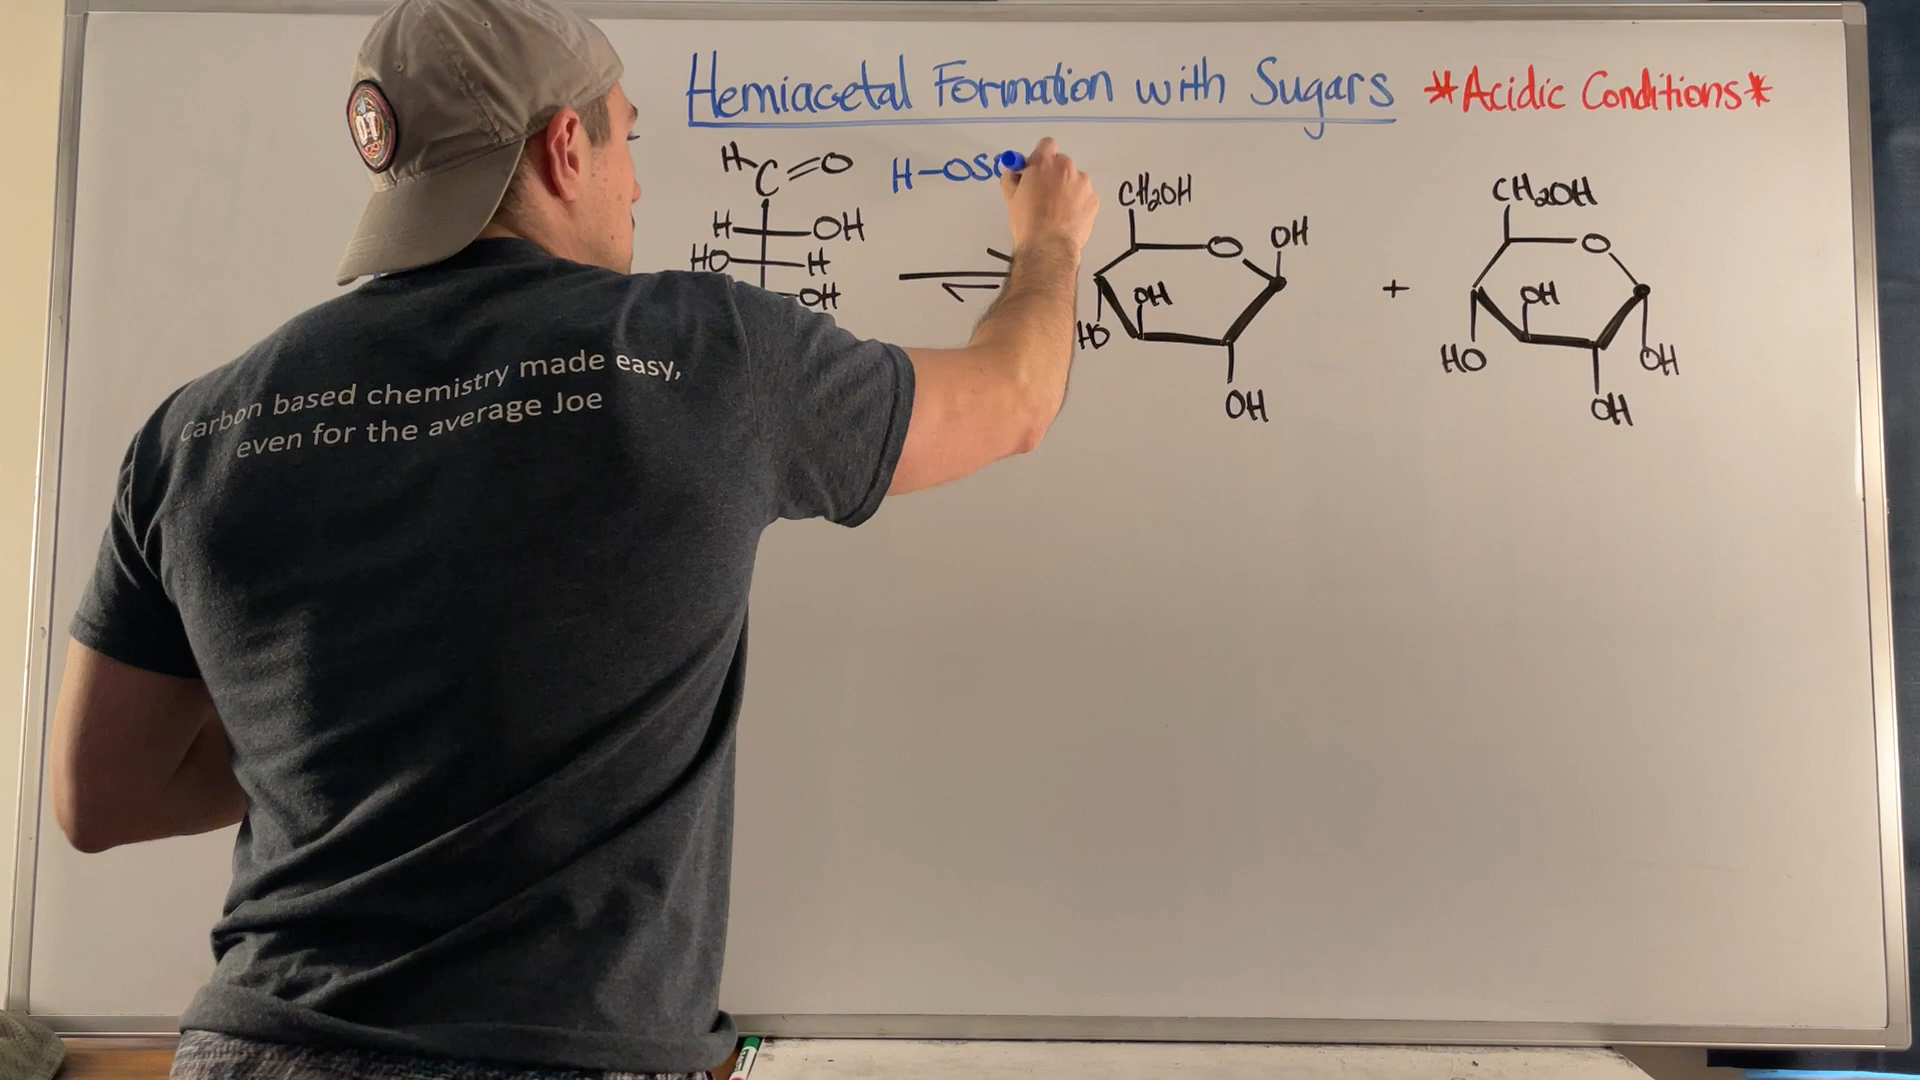 Hemiacetal Formation with Sugars *Acidic Conditions*
H C=O
H-OS
H OH
HO H
OH
CH2OH
O OH
OH
HO
OH
+
CH2OH
O
OH
HO OH
OH
Carbon based chemistry made easy,
even for the average Joe